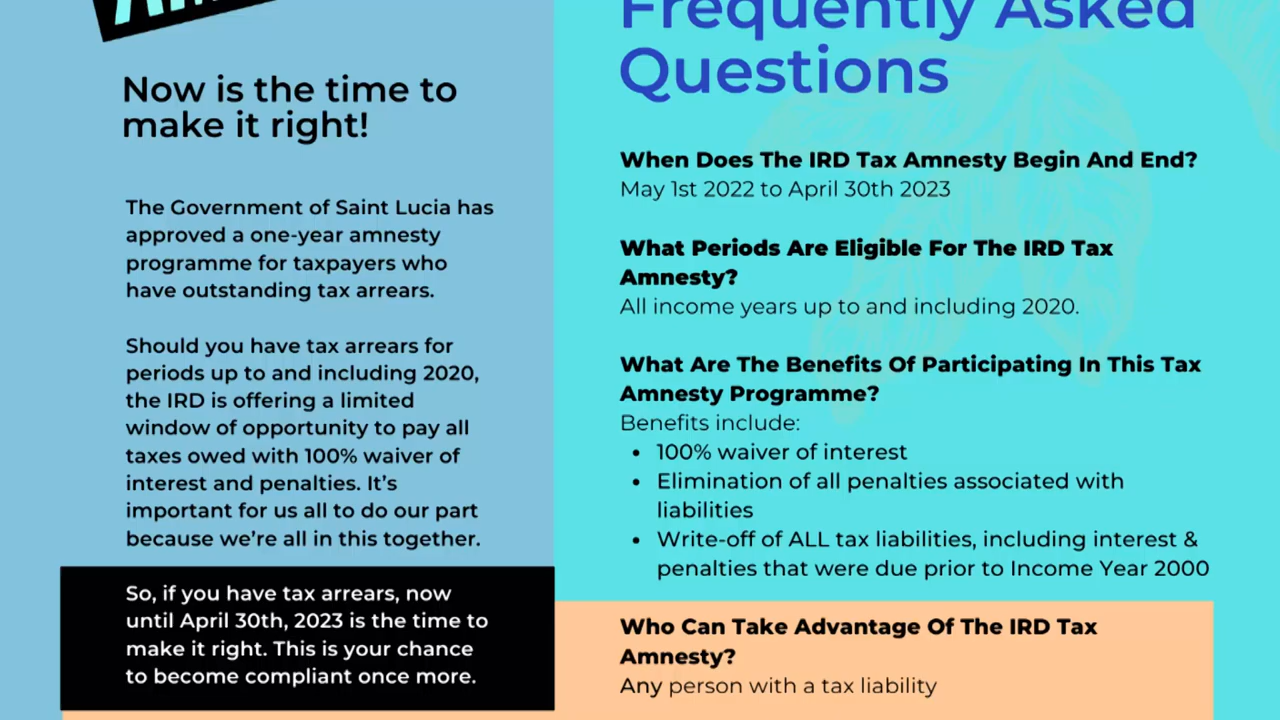 Now is the time to
make it right!
The Government of Saint Lucia has
approved a one-year amnesty
programme for taxpayers who
have outstanding tax arrears.
Should you have tax arrears for
periods up to and including 2020,
the IRD is offering a limited
window of opportunity to pay all
taxes owed with 100% waiver of
interest and penalties. It's
important for us all to do our part
because we're all in this together.
So, if you have tax arrears, now
until April 30th, 2023 is the time to
make it right. This is your chance
to become compliant once more.
Frequently Asked
Questions
When Does The IRD Tax Amnesty Begin And End?
May 1st 2022 to April 30th 2023
What Periods Are Eligible For The IRD Tax
Amnesty?
All income years up to and including 2020.
What Are The Benefits Of Participating In This Tax
Amnesty Programme?
Benefits include:
• 100% waiver of interest
• Elimination of all penalties associated with
liabilities
• Write-off of ALL tax liabilities, including interest &
penalties that were due prior to Income Year 2000
Who Can Take Advantage Of The IRD Tax
Amnesty?
Any person with a tax liability